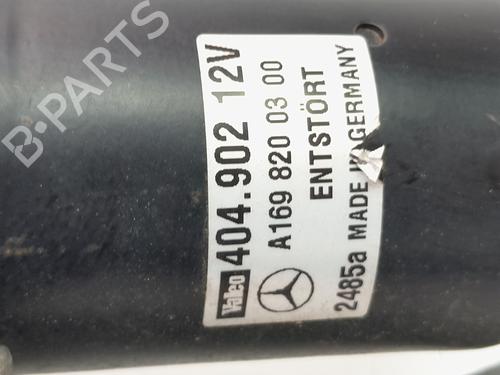 Valeo 404.902 12V
A169 820 03 00
ENTSTÖRT
2485a MADE IN GERMANY
B-PARTS